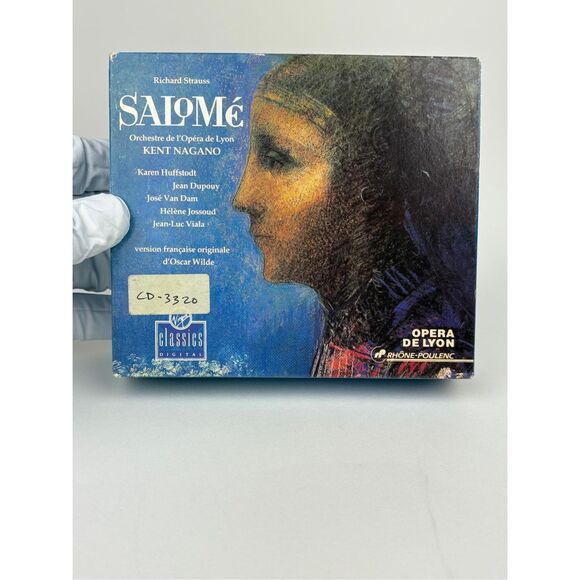 Richard Strauss
SALOMé
Orchestre de l'Opéra de Lyon
KENT NAGANO
Karen Huffstodt
Jean Dupouy
José Van Dam
Hélène Jossoud
Jean-Luc Viala
version française originale
d'Oscar Wilde
CD-3320
Virgin
classics
DIGITAL
OPERA
DE LYON
RHÔNE-POULENC